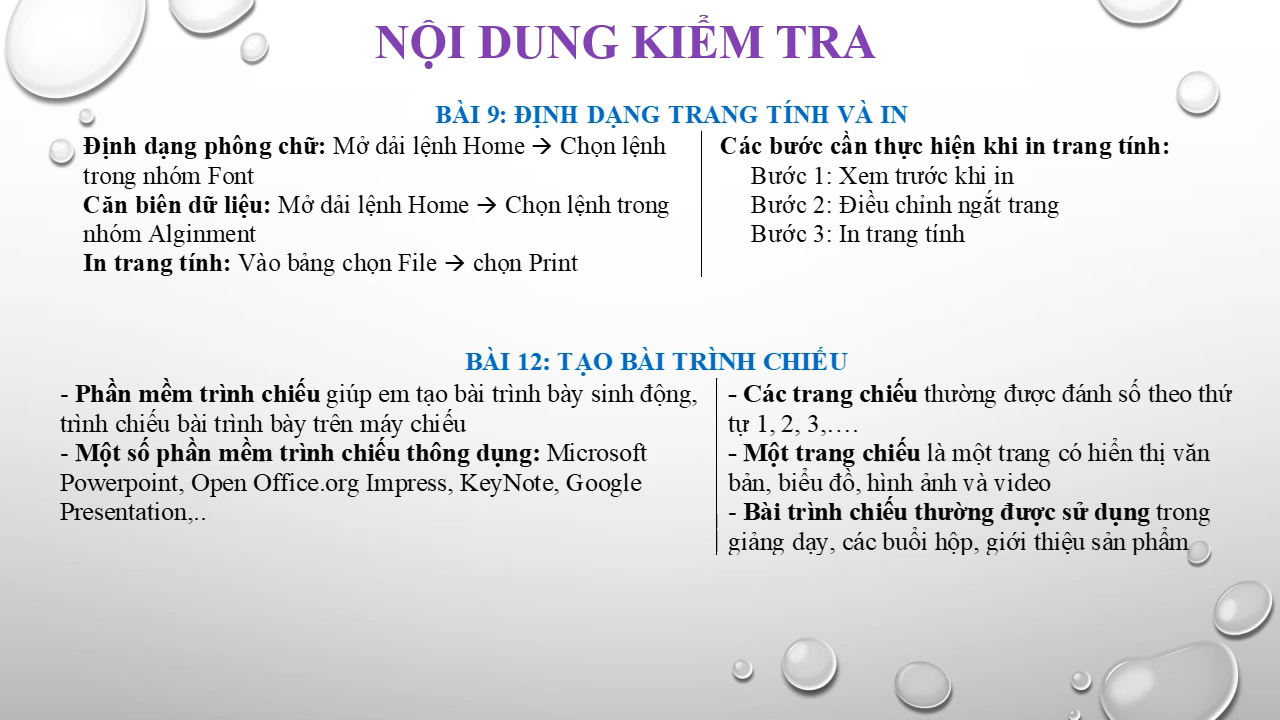 NỘI DUNG KIỂM TRA
BÀI 9: ĐỊNH DẠNG TRANG TÍNH VÀ IN
Định dạng phông chữ: Mở dải lệnh Home → Chọn lệnh
trong nhóm Font
Căn biên dữ liệu: Mở dải lệnh Home → Chọn lệnh trong
nhóm Alginment
In trang tính: Vào bảng chọn File → chọn Print
Các bước cần thực hiện khi in trang tính:
Bước 1: Xem trước khi in
Bước 2: Điều chỉnh ngắt trang
Bước 3: In trang tính
BÀI 12: TẠO BÀI TRÌNH CHIẾU
- Phần mềm trình chiếu giúp em tạo bài trình bày sinh động,
trình chiếu bài trình bày trên máy chiếu
- Một số phần mềm trình chiếu thông dụng: Microsoft
Powerpoint, Open Office.org Impress, KeyNote, Google
Presentation,..
- Các trang chiếu thường được đánh số theo thứ
tự 1, 2, 3,….
- Một trang chiếu là một trang có hiển thị văn
bản, biểu đồ, hình ảnh và video
- Bài trình chiếu thường được sử dụng trong
giảng dạy, các buổi hộp, giới thiệu sản phẩm